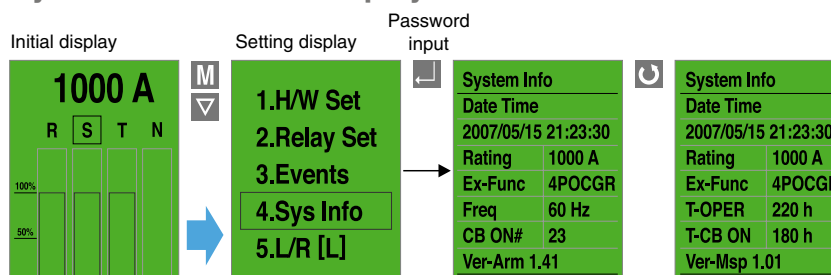 Password
Initial display
Setting display
input
1000 A
R S T N
100%
50%
M
1.H/W Set
2.Relay Set
3.Events
4.Sys Info
5.L/R [L]
System Info
Date Time
2007/05/15 21:23:30
Rating 1000 A
Ex-Func 4POCGR
Freq 60 Hz
CB ON# 23
Ver-Arm 1.41
System Info
Date Time
2007/05/15 21:23:30
Rating 1000 A
Ex-Func
T-OPER 220 h
T-CB ON 180 h
Ver-Msp 1.01